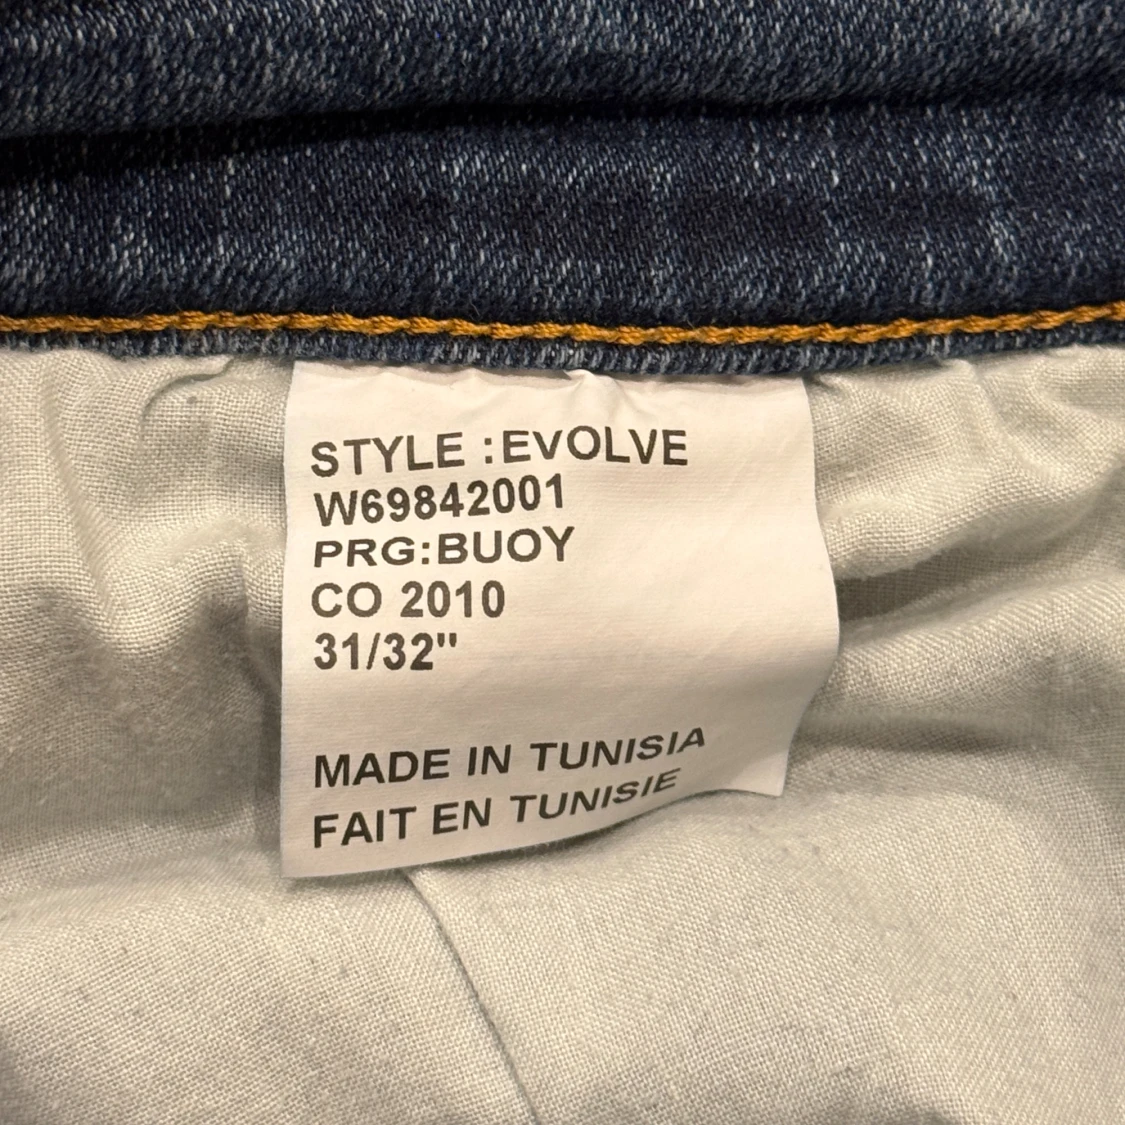 STYLE :EVOLVE
W69842001
PRG:BUOY
CO 2010
31/32"
MADE IN TUNISIA
FAIT EN TUNISIE